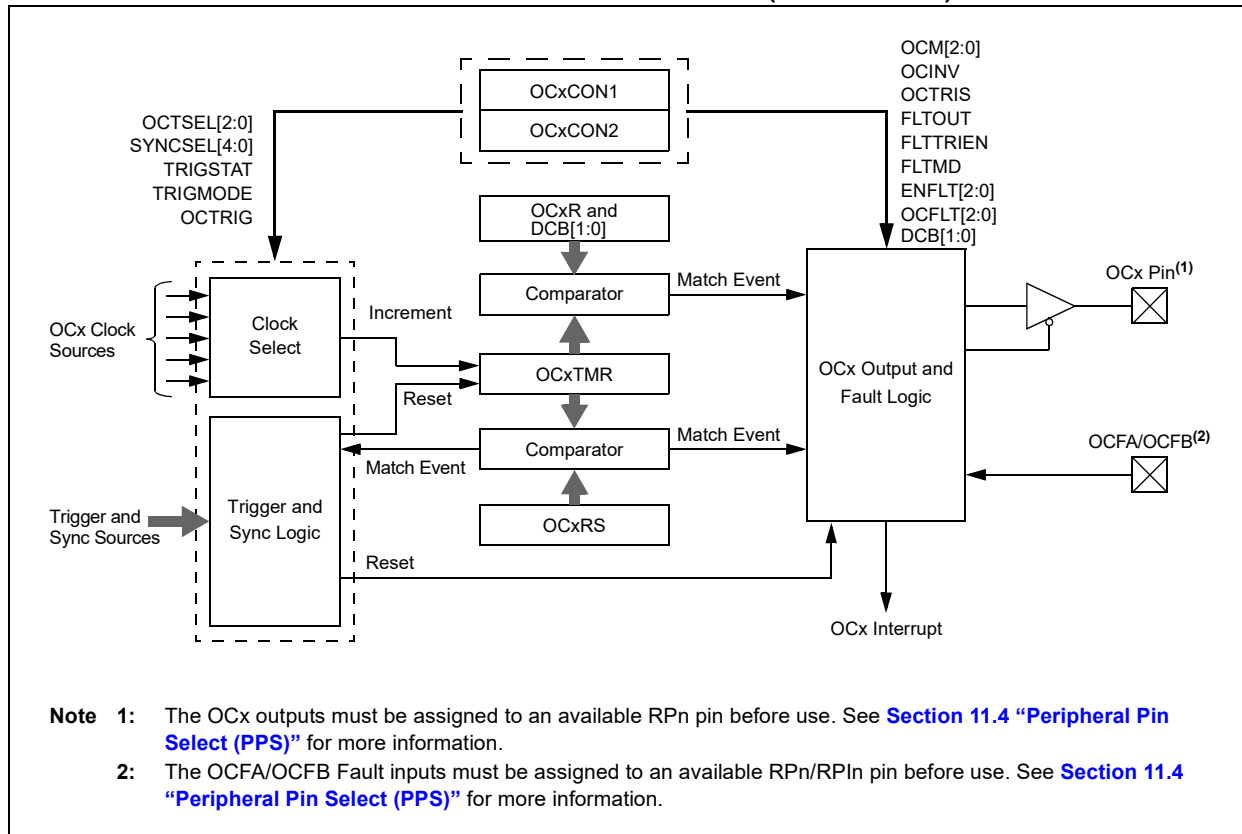 OCxCON1
OCxCON2
OCM[2:0]
OCINV
OCTRIS
FLTOUT
FLTTRIEN
FLTMD
ENFLT[2:0]
OCFLT[2:0]
DCB[1:0]
OCTSEL[2:0]
SYNCSEL[4:0]
TRIGSTAT
TRIGMODE
OCTRIG
OCxR and
DCB[1:0]
OCx Clock
Sources
Clock
Select
Increment
Comparator
Match Event
OCxTMR
Reset
OCx Output and
Fault Logic
OCx Pin(1)
Comparator
Match Event
Match Event
OCFA/OCFB(2)
Trigger and
Sync Sources
Trigger and
Sync Logic
OCxRS
Reset
OCx Interrupt
Note 1: The OCx outputs must be assigned to an available RPn pin before use. See Section 11.4 “Peripheral Pin
Select (PPS)” for more information.
2: The OCFA/OCFB Fault inputs must be assigned to an available RPn/RPIn pin before use. See Section 11.4
“Peripheral Pin Select (PPS)” for more information.